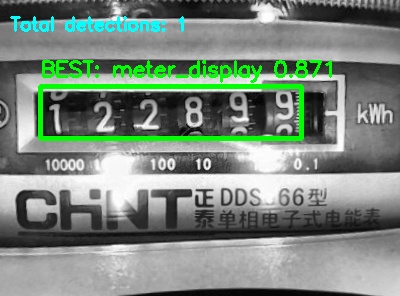 Total detections: 1
BEST: meter_display 0.871
1 2 2 8 9 9
kWh
10000 100 10 0.1
CHNT 正泰
DDS 66型
单相电子式电能表